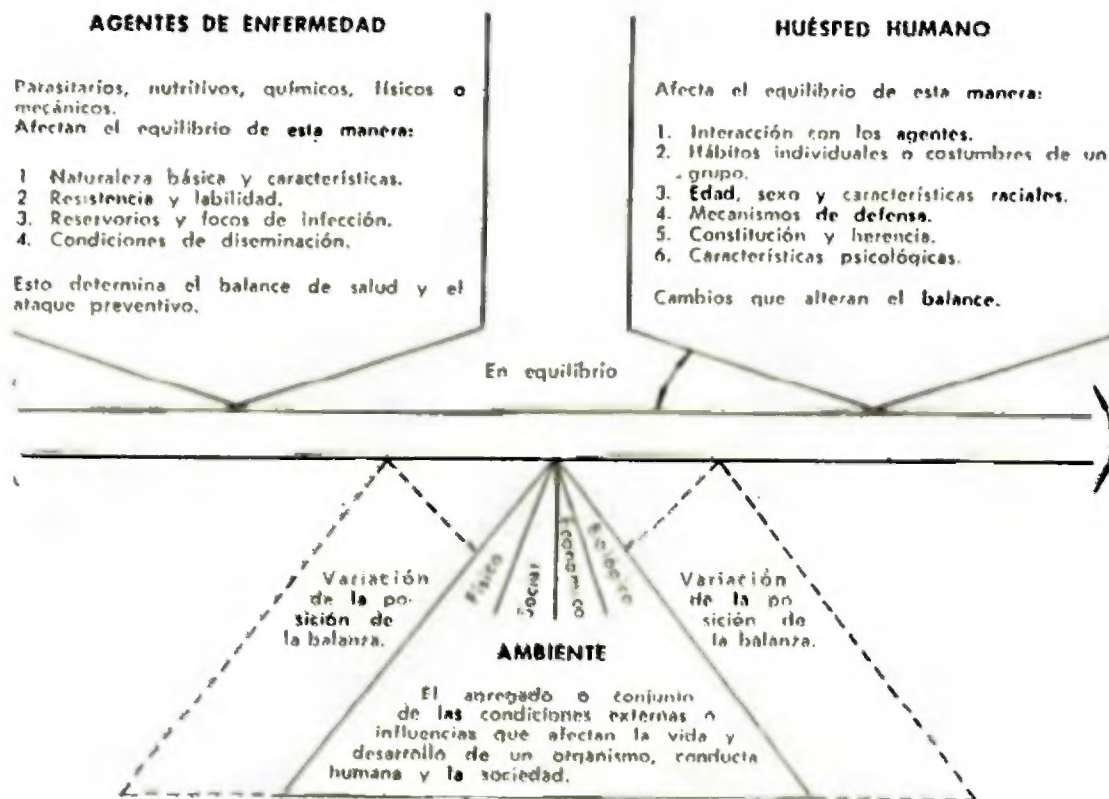 AGENTES DE ENFERMEDAD
Parasitarios, nutritivos, químicos, físicos o
mecánicos.
Afectan el equilibrio de esta manera:
1 Naturaleza básica y características.
2 Resistencia y labilidad.
3. Reservorios y focos de infección.
4. Condiciones de diseminación.
Esto determina el balance de salud y el
ataque preventivo.
HUÉSPED HUMANO
Afecta el equilibrio de esta manera:
1. Interacción con los agentes.
2. Hábitos individuales o costumbres de un
grupo.
3. Edad, sexo y características raciales.
4. Mecanismos de defensa.
5. Constitución y herencia.
6. Características psicológicas.
Cambios que alteran el balance.
En equilibrio
Variación
de la po-
sición de
la balanza.
Físico
Social
Económico
Biológico
Variación
de la po
sición de
la balanza.
AMBIENTE
El agregado o conjunto
de las condiciones externas o
influencias que afectan la vida y
desarrollo de un organismo, conducta
humana y la sociedad.